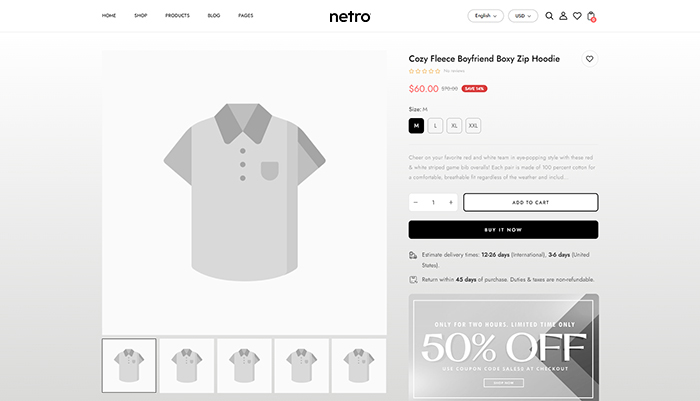 HOME SHOP PRODUCTS BLOG PAGES
netro
English USD
Cozy Fleece Boyfriend Boxy Zip Hoodie
No reviews
$60.00 $70.00 SAVE 14%
Size: M
M L XL XXL
Cheer on your favorite red and white team in eye-popping style with these red
& white striped game bib overalls! Each pair is made of 100 percent cotton for
a comfortable, breathable fit regardless of the weather and includ...
− 1 + ADD TO CART
BUY IT NOW
Estimate delivery times: 12-26 days (International), 3-6 days (United
States).
Return within 45 days of purchase. Duties & taxes are non-refundable.
ONLY FOR TWO HOURS. LIMITED TIME ONLY
50% OFF
USE COUPON CODE SALE50 AT CHECKOUT
SHOP NOW